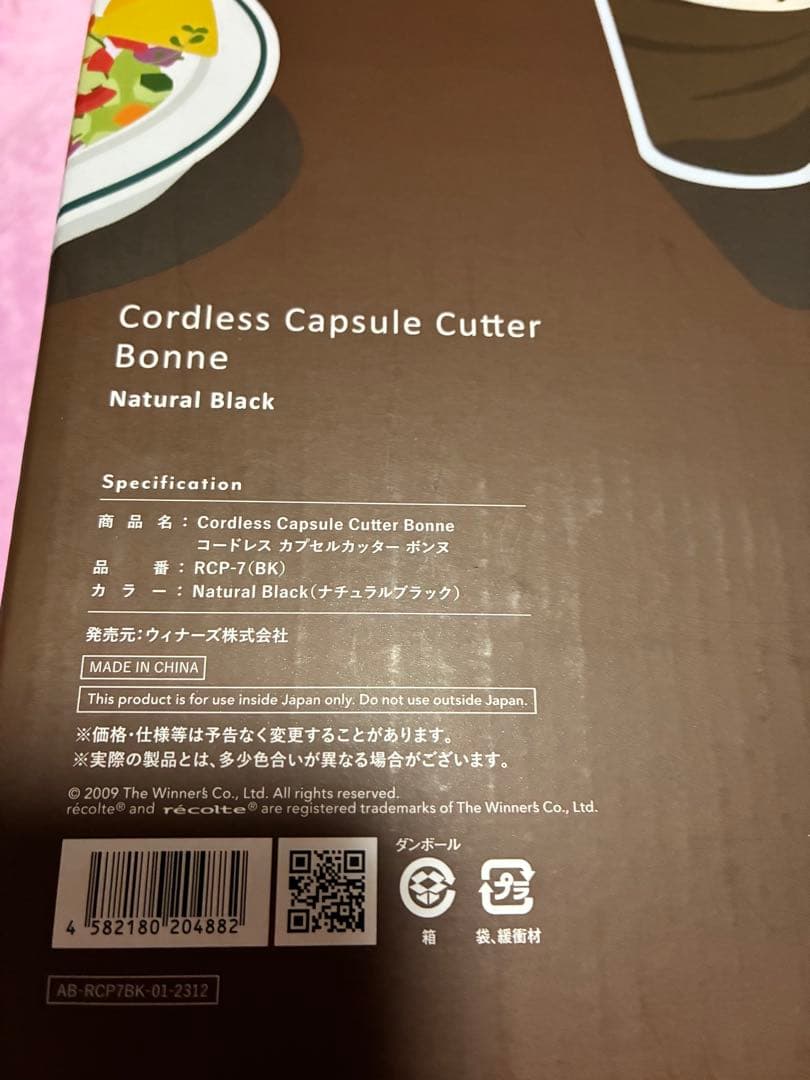 Cordless Capsule Cutter
Bonne
Natural Black
Specification
商品名：Cordless Capsule Cutter Bonne
コードレス カプセルカッター ボンヌ
品番：RCP-7(BK)
カラー：Natural Black(ナチュラルブラック)
発売元：ウィナーズ株式会社
MADE IN CHINA
This product is for use inside Japan only. Do not use outside Japan.
※価格・仕様等は予告なく変更することがあります。
※実際の製品とは、多少色合いが異なる場合がございます。
© 2009 The Winner's Co., Ltd. All rights reserved.
récolte® and récolte® are registered trademarks of The Winner's Co., Ltd.
ダンボール
プラ
箱
袋、緩衝材
4 582180 204882
AB-RCP7BK-01-2312